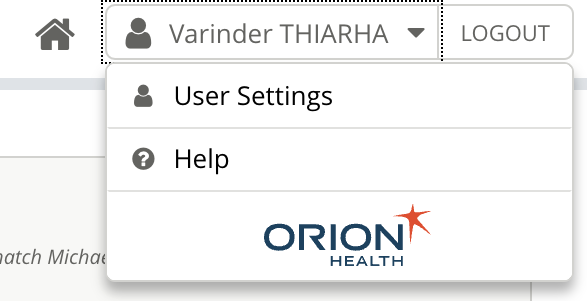 Varinder THIARHA
LOGOUT
User Settings
Help
ORION
HEALTH